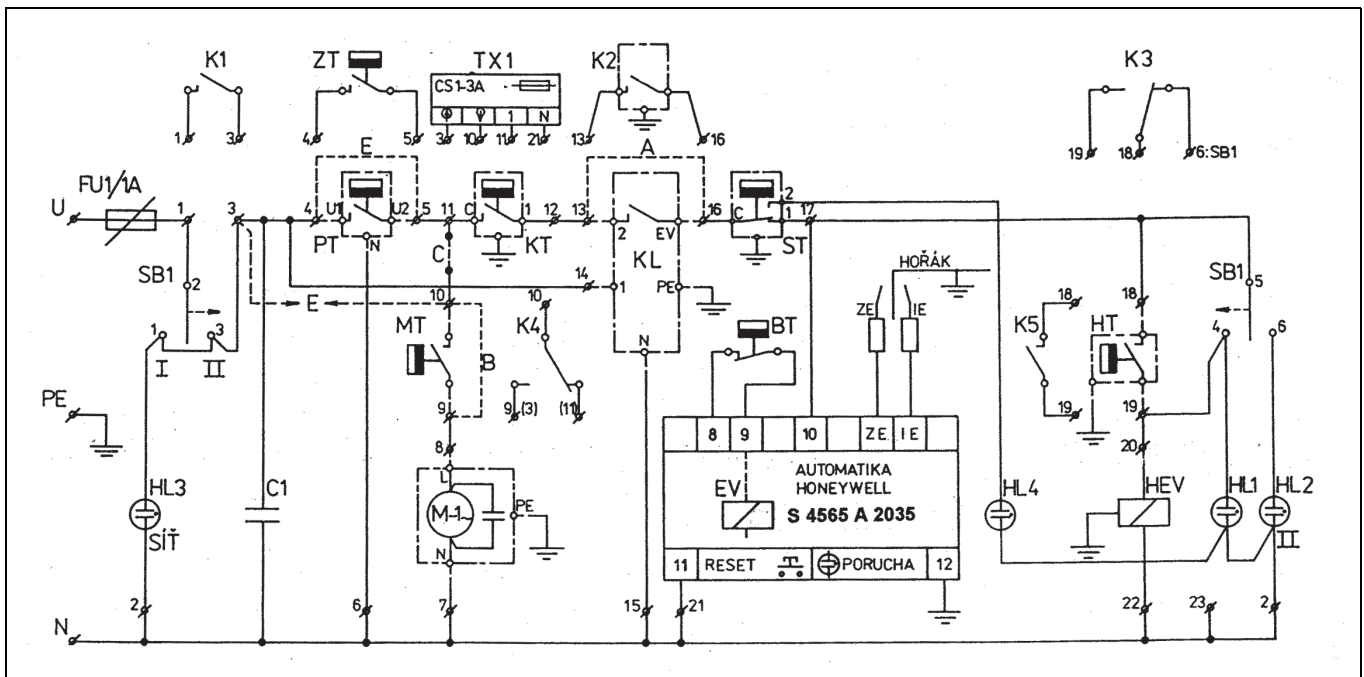 K1
ZT
TX1
K2
K3
CS1-3A
1 N
1 3 4 5 3 10 11 21 13 16 19 18 6:SB1
E
A
FU1/1A
U
1 3 4 U1 U2 5 11 C 1 12 13 2 EV 16 C 2 1 17
PT
N
KT
KL
ST
C
14 1
PE
SB1
2
E
10
10
HOŘÁK
ZE
IE
18
18
SB1
5
1 3
I II
MT
B
K4
BT
K5
HT
4 6
9
9 (3)
(11)
19
19
PE
8
8 9 10 ZE IE
20
L
AUTOMATIKA
HONEYWELL
S 4565 A 2035
EV
HL3
SÍŤ
C1
M 1~
PE
N
HL4
HEV
HL1
HL2
II
11 RESET PORUCHA 12
2 6 7 15 21 22 23 2
N